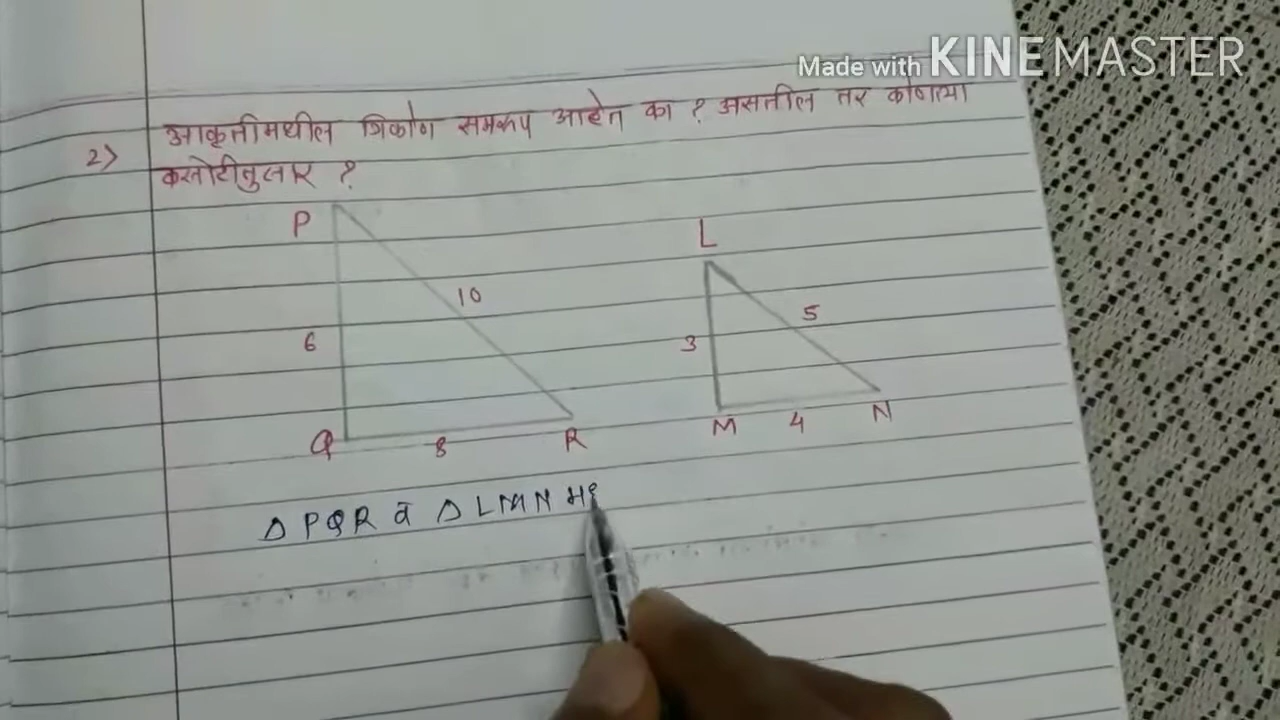 Made with KINEMASTER
आकृतीमधील त्रिकोण समरूप आहेत का ? असतील तर कोणत्या
2) कसोटीनुसार ?
P
L
10
5
6
3
Q 8 R
M 4 N
Δ PQR व Δ LMN मध